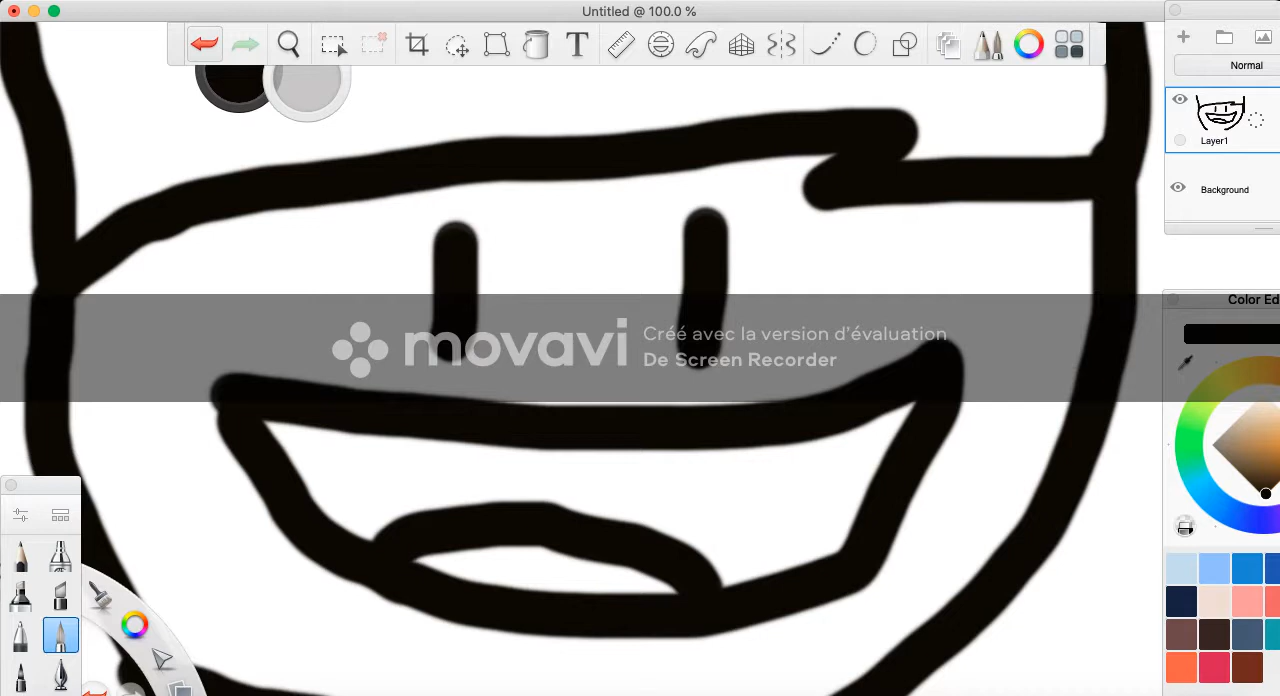 Untitled @ 100.0 %
T
Normal
Layer1
Background
movavi
Créé avec la version d'évaluation
De Screen Recorder
Color Ed